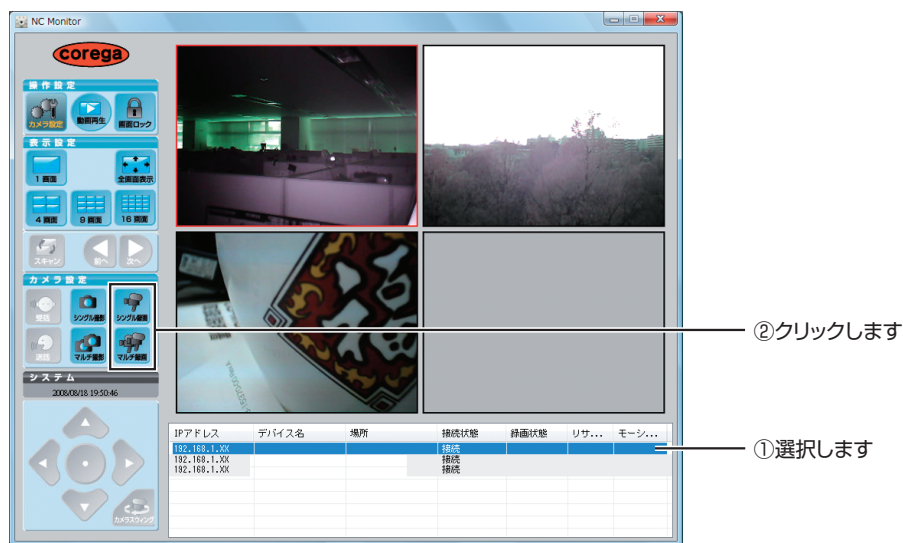 NC Monitor
corega
操作設定
カメラ設定
動画再生
画面ロック
表示設定
1 画面
全画面表示
4 画面
9 画面
16 画面
スキャン
前へ
次へ
カメラ設定
受話
シングル撮影
シングル録画
送話
マルチ撮影
マルチ録画
システム
2008/08/18 19:50:46
カメラスウィング
IPアドレス デバイス名 場所 接続状態 録画状態 リサ... モーシ...
192.168.1.XX 接続
192.168.1.XX 接続
192.168.1.XX 接続
②クリックします
①選択します